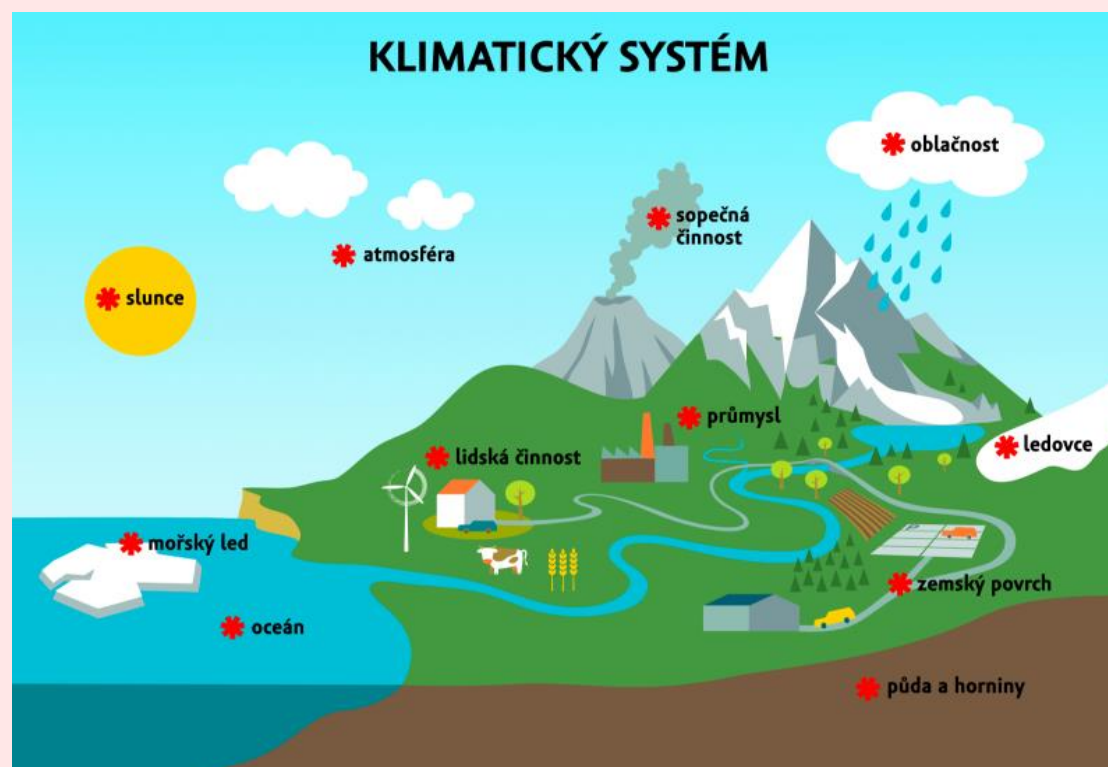 KLIMATICKÝ SYSTÉM
oblačnost
sopečná
činnost
atmosféra
slunce
průmysl
ledovce
lidská činnost
mořský led
zemský povrch
oceán
půda a horniny
P